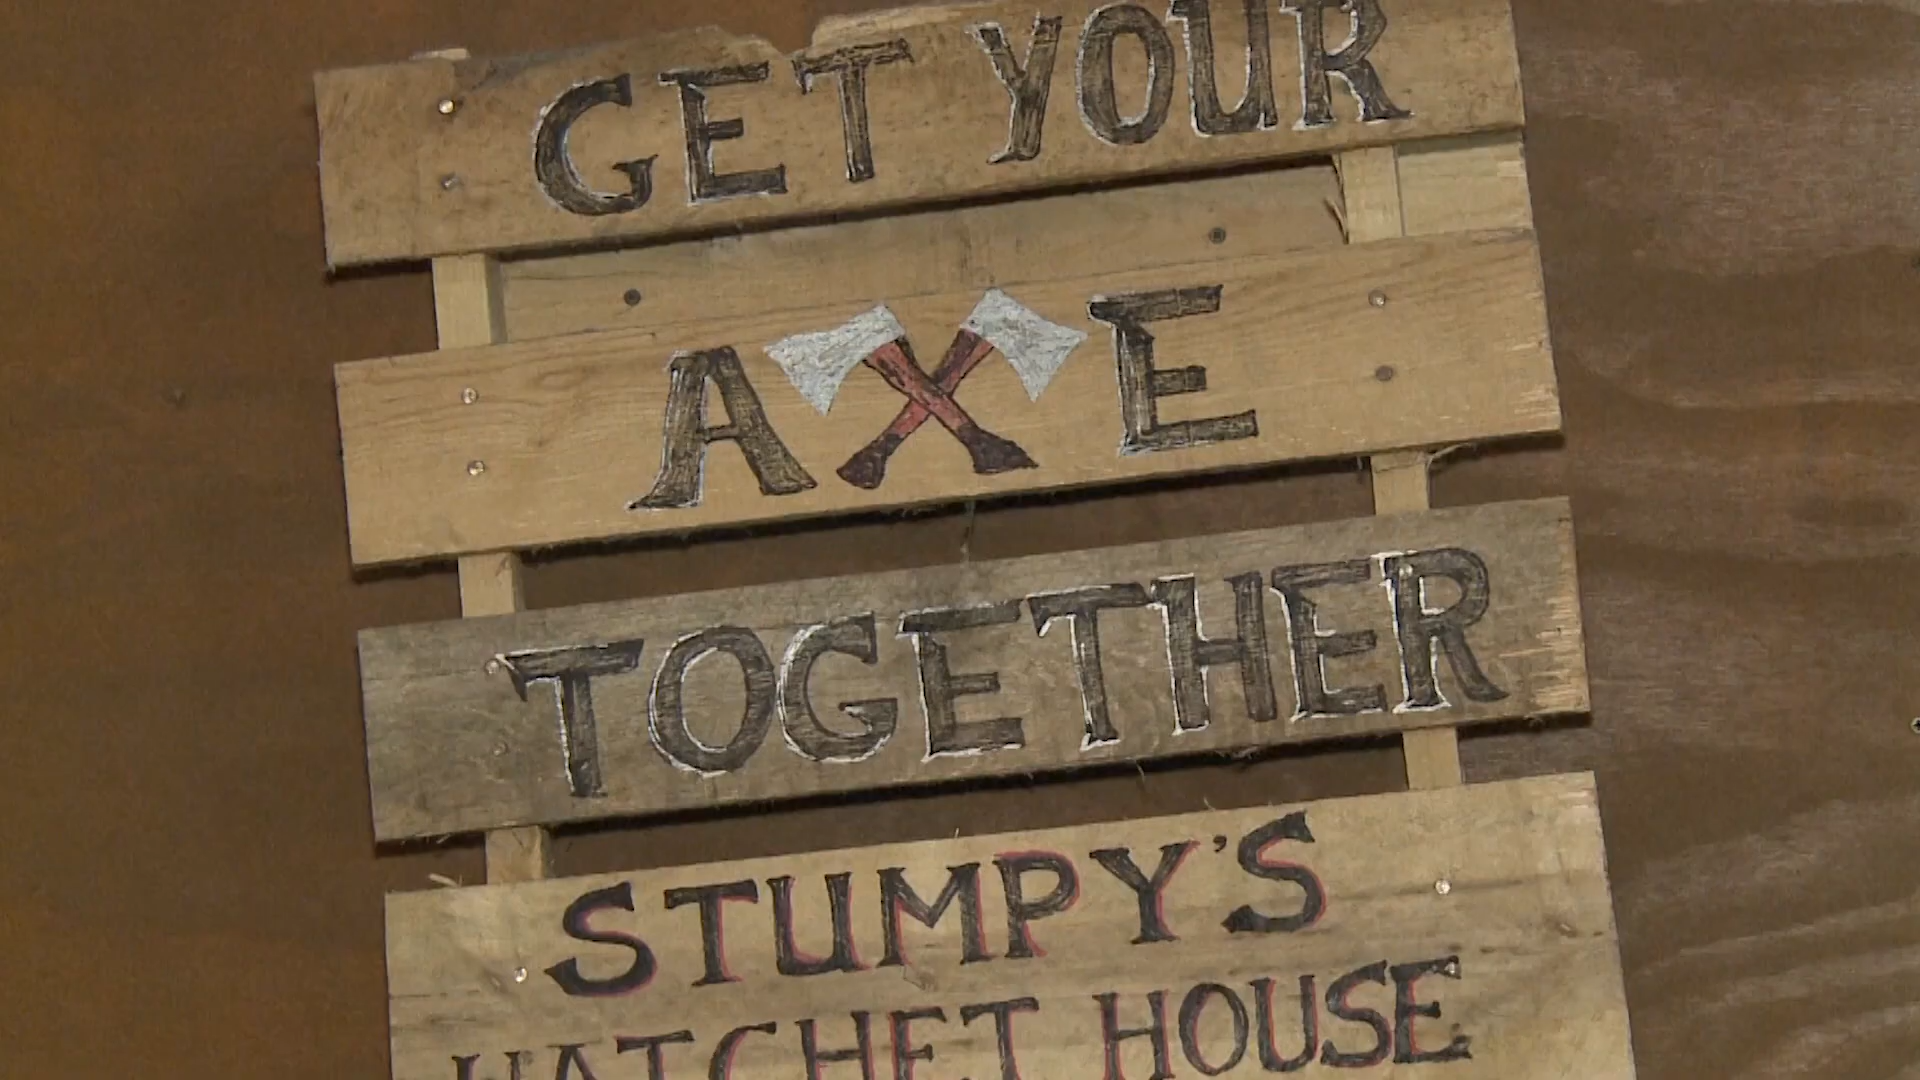 GET YOUR
AXE
TOGETHER
STUMPY'S
HATCHET HOUSE